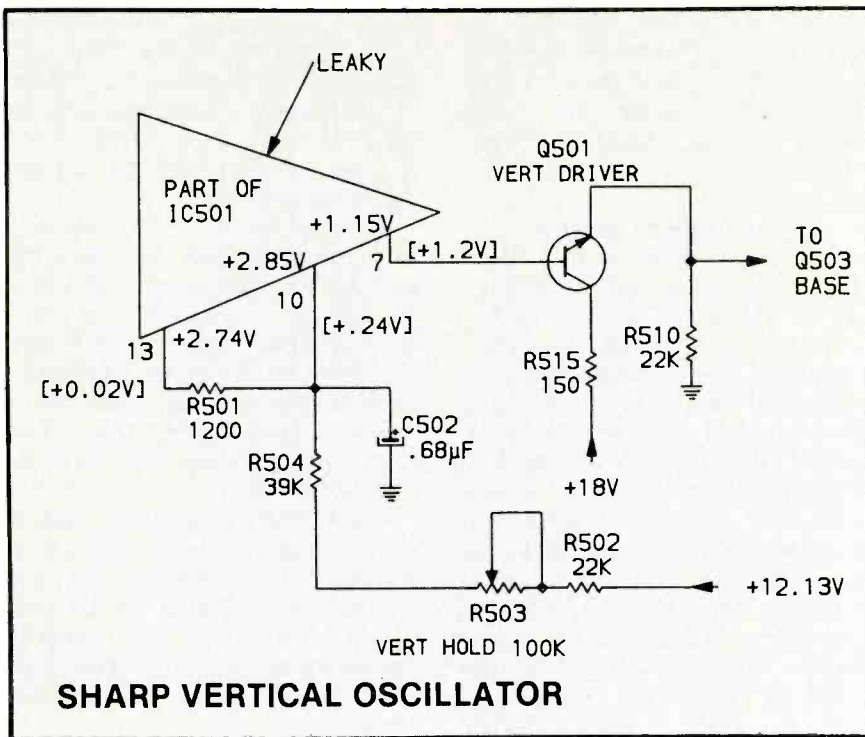 LEAKY
PART OF
IC501
+1.15V
+2.85V
7
[+1.2V]
10
13
+2.74V
[+.24V]
[+0.02V]
R501
1200
C502
.68µF
R504
39K
Q501
VERT DRIVER
TO
Q503
BASE
R515
150
R510
22K
+18V
R502
22K
+12.13V
R503
VERT HOLD 100K
SHARP VERTICAL OSCILLATOR